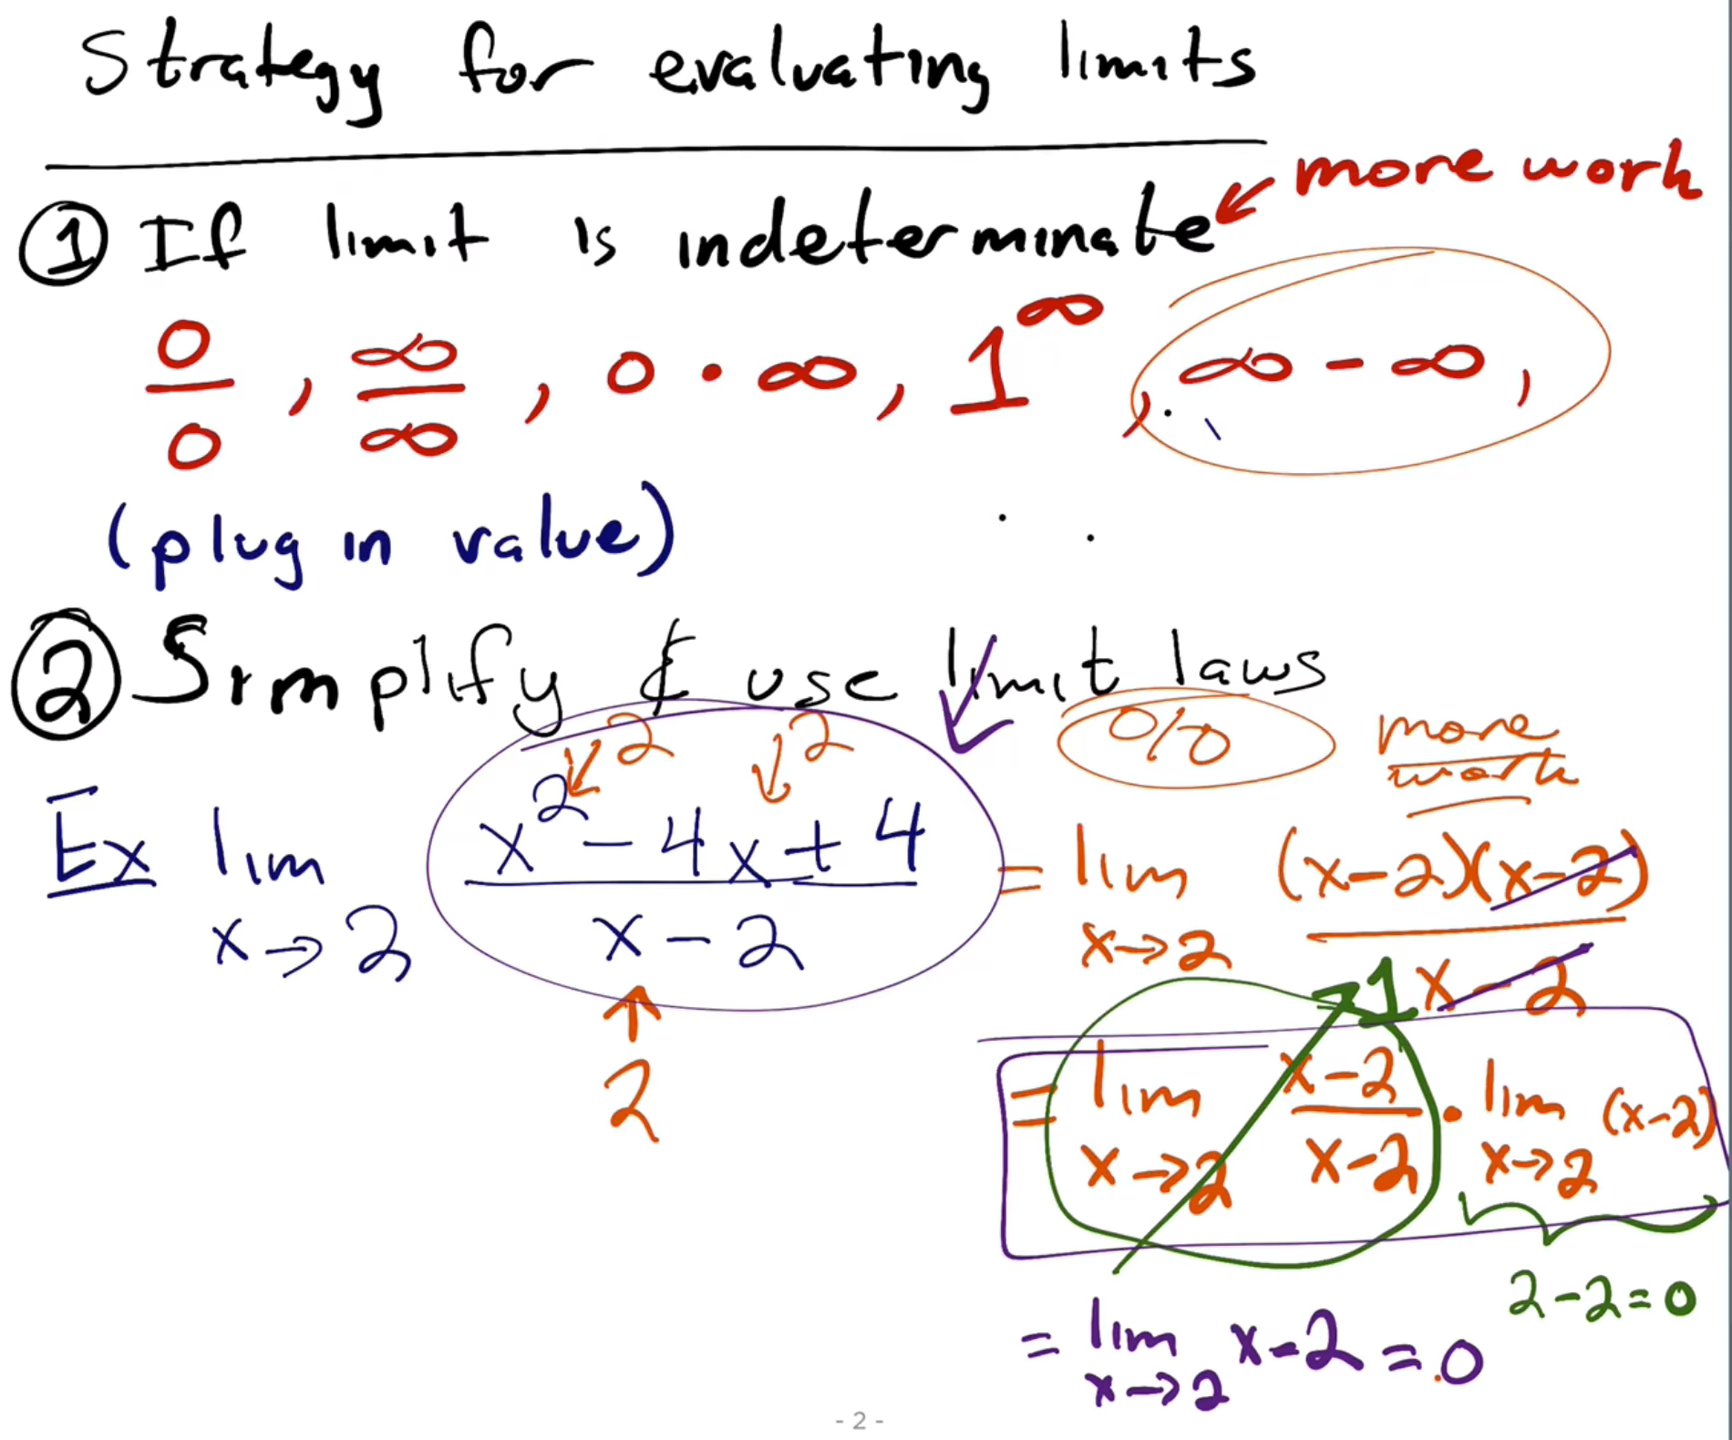 Strategy for evaluating limits
more work
① If limit is indeterminate
0/0 , ∞/∞ , 0 · ∞ , 1^∞ , ∞ − ∞ ,
(plug in value)
② Simplify & use limit laws
2 2 0/0 more work
Ex lim x→2 (x² − 4x + 4)/(x − 2) = lim x→2 (x−2)(x−2)/(x−2)
2
1
= lim x→2 (x−2)/(x−2) · lim x→2 (x−2)
2−2=0
= lim x→2 x−2 = 0
- 2 -